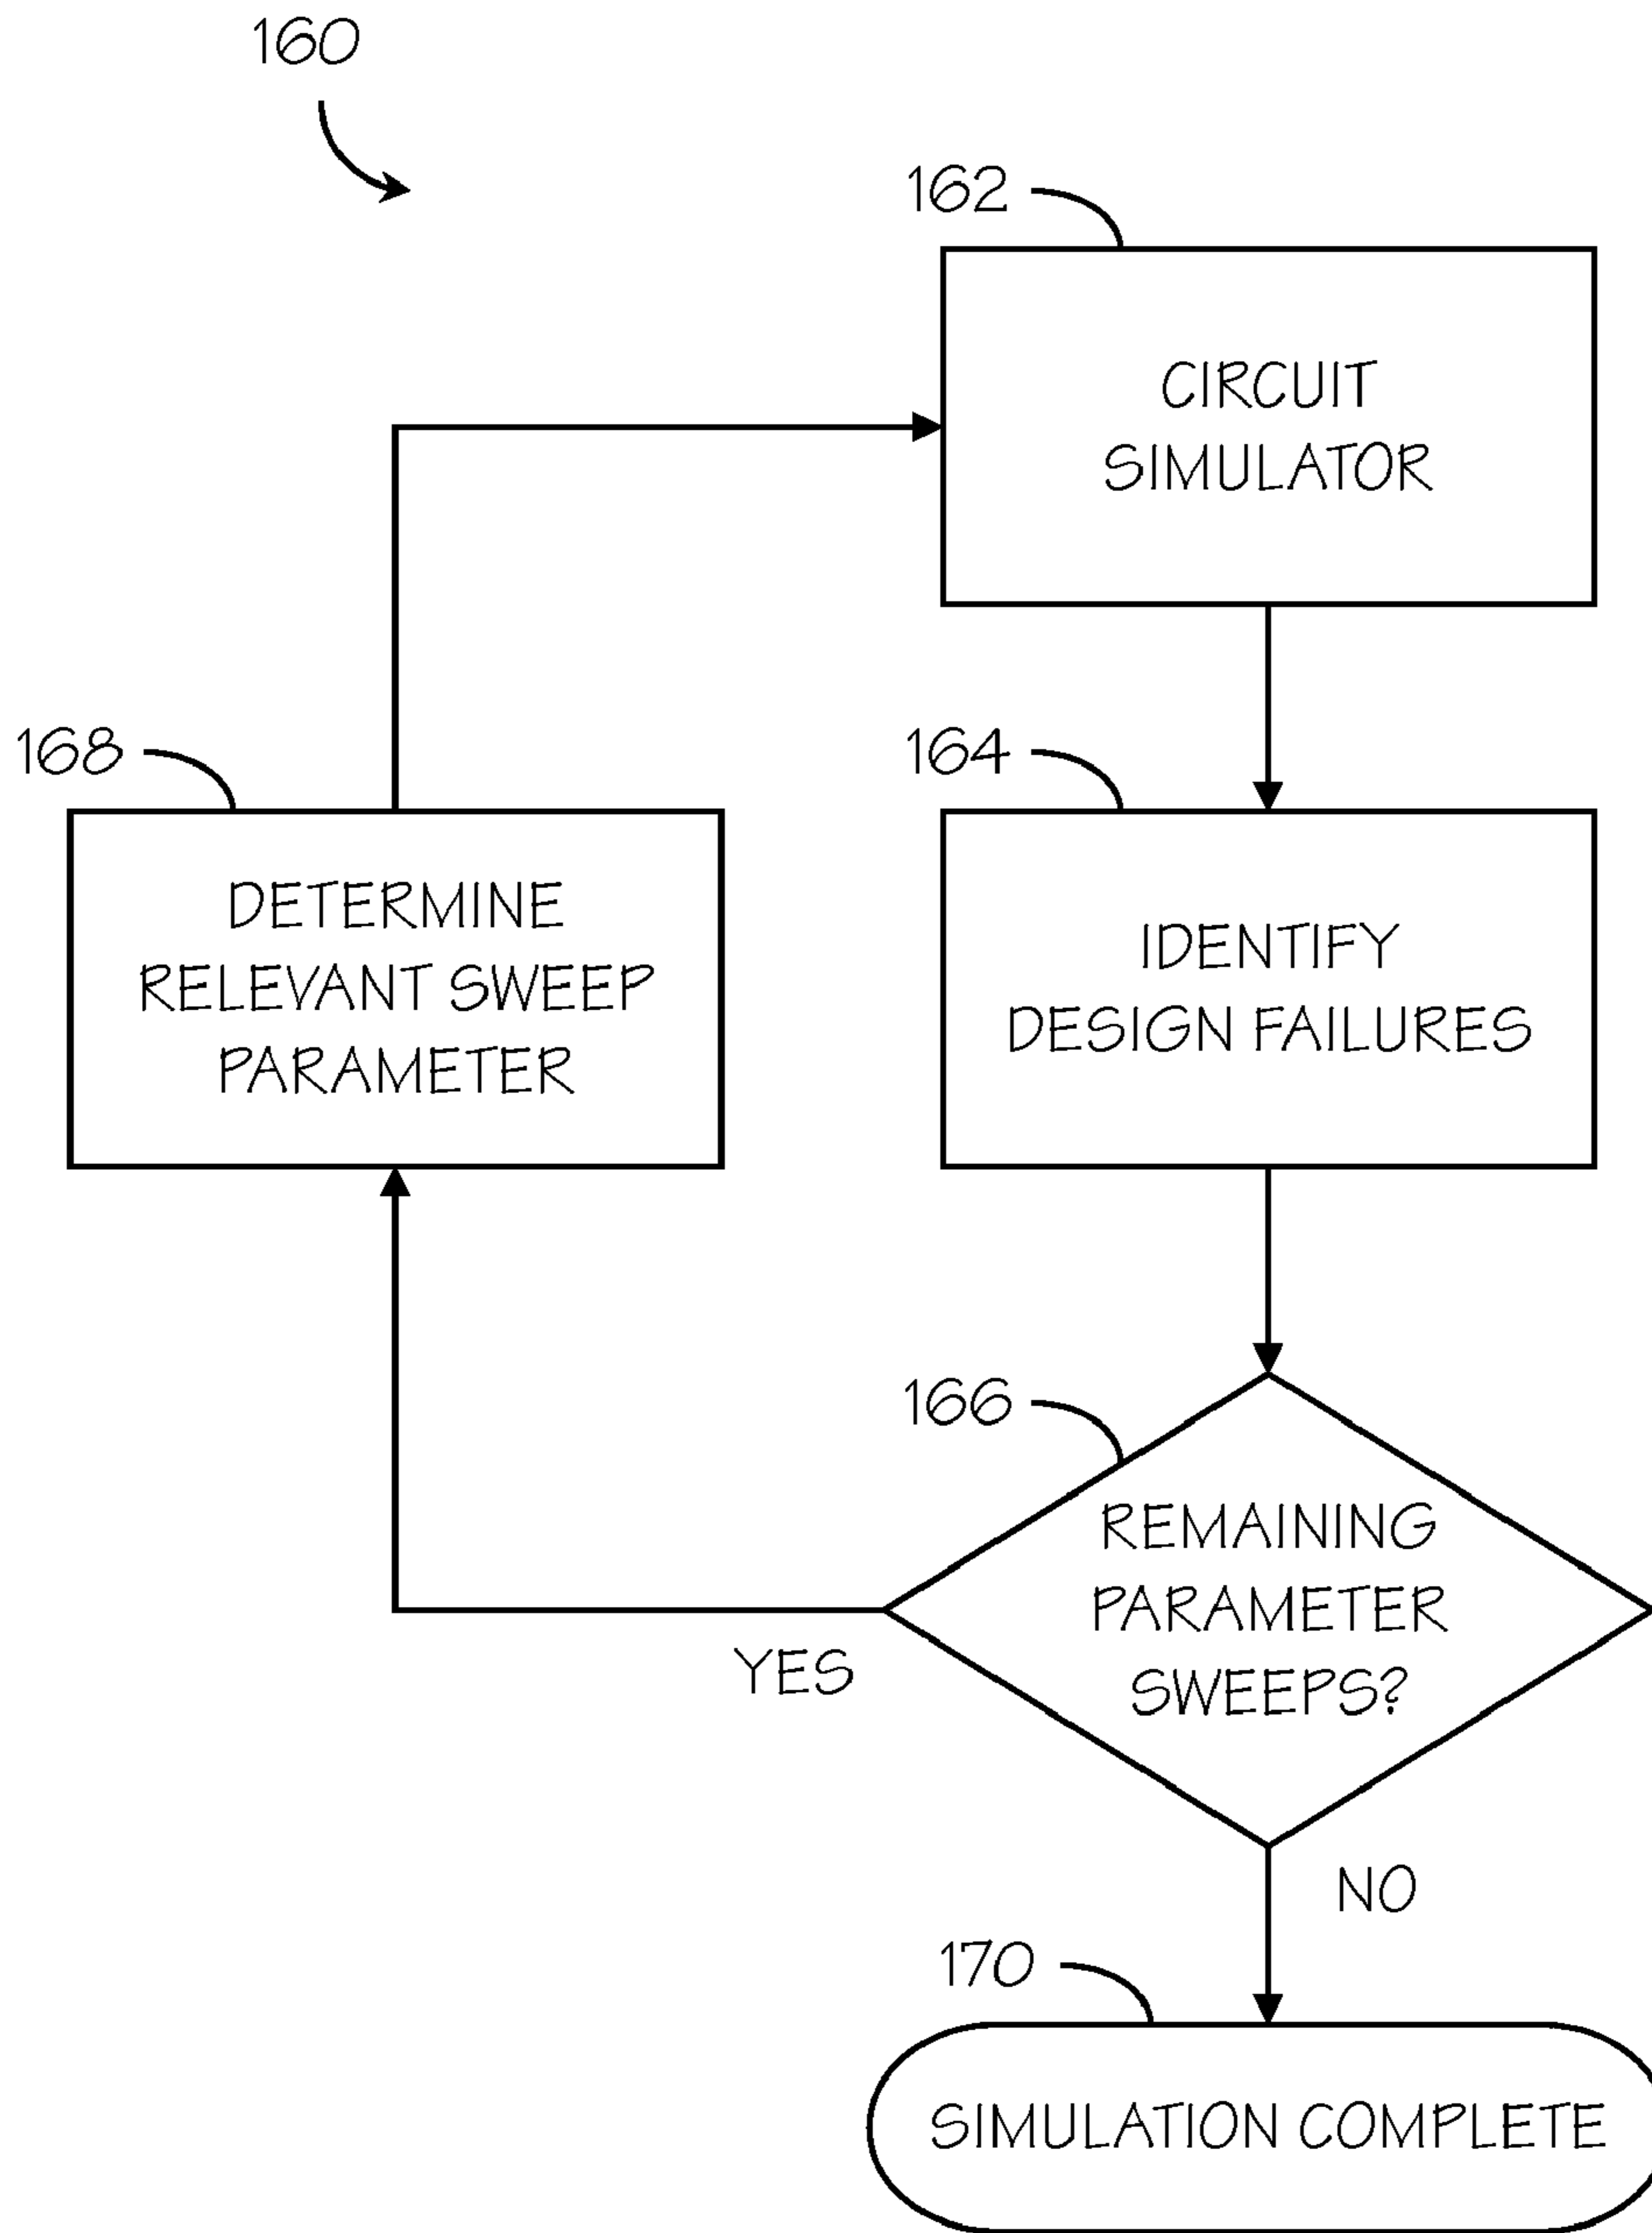 160
162
CIRCUIT
SIMULATOR
168
DETERMINE
RELEVANT SWEEP
PARAMETER
164
IDENTIFY
DESIGN FAILURES
166
REMAINING
PARAMETER
SWEEPS?
YES
NO
170
SIMULATION COMPLETE